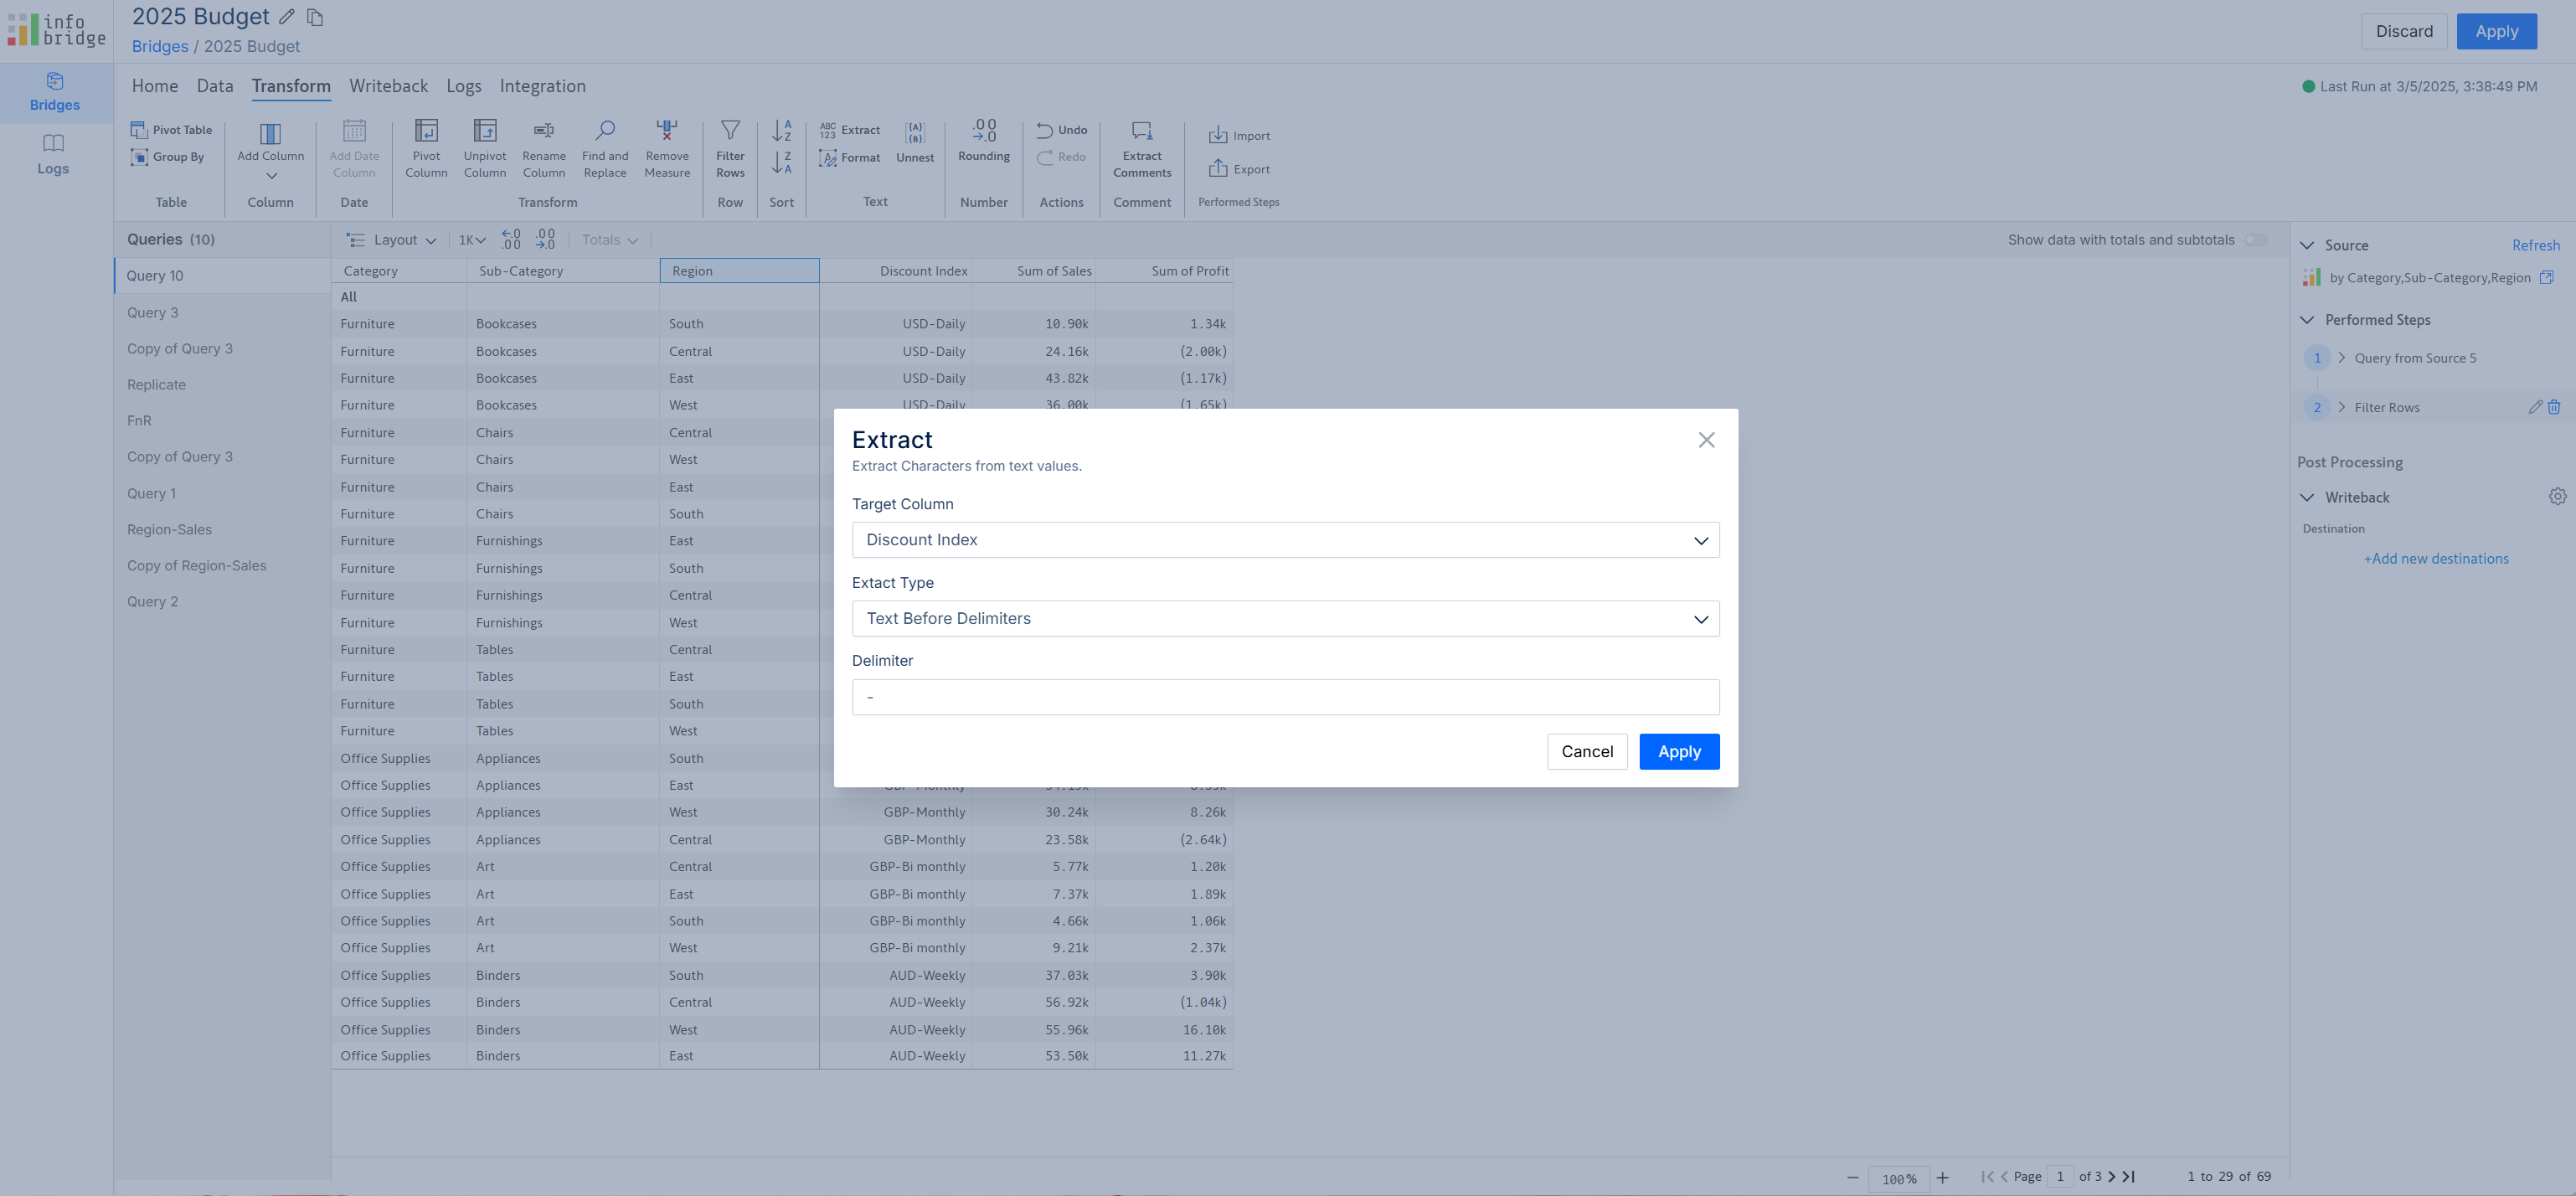 info
bridge
2025 Budget
Bridges / 2025 Budget
Discard
Apply
Bridges
Logs
Home Data Transform Writeback Logs Integration
Last Run at 3/5/2025, 3:38:49 PM
Pivot Table
Group By
Table
Add Column
Column
Add Date Column
Date
Pivot Column
Unpivot Column
Rename Column
Find and Replace
Remove Measure
Transform
Filter Rows
Row
A Z
Z A
Sort
ABC 123 Extract
Format
{A} {B} Unnest
Text
.00 →.0
Rounding
Number
Undo
Redo
Actions
Extract Comments
Comment
Import
Export
Performed Steps
Queries (10)
Query 10
Query 3
Copy of Query 3
Replicate
FnR
Copy of Query 3
Query 1
Region-Sales
Copy of Region-Sales
Query 2
Layout 1K ←.0 .00 .00 →.0 Totals
Show data with totals and subtotals
Category Sub-Category Region Discount Index Sum of Sales Sum of Profit
All
Furniture Bookcases South USD-Daily 10.90k 1.34k
Furniture Bookcases Central USD-Daily 24.16k (2.00k)
Furniture Bookcases East USD-Daily 43.82k (1.17k)
Furniture Bookcases West USD-Daily 36.00k (1.65k)
Furniture Chairs Central
Furniture Chairs West
Furniture Chairs East
Furniture Chairs South
Furniture Furnishings East
Furniture Furnishings South
Furniture Furnishings Central
Furniture Furnishings West
Furniture Tables Central
Furniture Tables East
Furniture Tables South
Furniture Tables West
Office Supplies Appliances South
Office Supplies Appliances East
Office Supplies Appliances West GBP-Monthly 30.24k 8.26k
Office Supplies Appliances Central GBP-Monthly 23.58k (2.64k)
Office Supplies Art Central GBP-Bi monthly 5.77k 1.20k
Office Supplies Art East GBP-Bi monthly 7.37k 1.89k
Office Supplies Art South GBP-Bi monthly 4.66k 1.06k
Office Supplies Art West GBP-Bi monthly 9.21k 2.37k
Office Supplies Binders South AUD-Weekly 37.03k 3.90k
Office Supplies Binders Central AUD-Weekly 56.92k (1.04k)
Office Supplies Binders West AUD-Weekly 55.96k 16.10k
Office Supplies Binders East AUD-Weekly 53.50k 11.27k
Extract
Extract Characters from text values.
Target Column
Discount Index
Extact Type
Text Before Delimiters
Delimiter
-
Cancel
Apply
Source
Refresh
by Category,Sub-Category,Region
Performed Steps
1 Query from Source 5
2 Filter Rows
Post Processing
Writeback
Destination
+Add new destinations
100%
Page 1 of 3
1 to 29 of 69